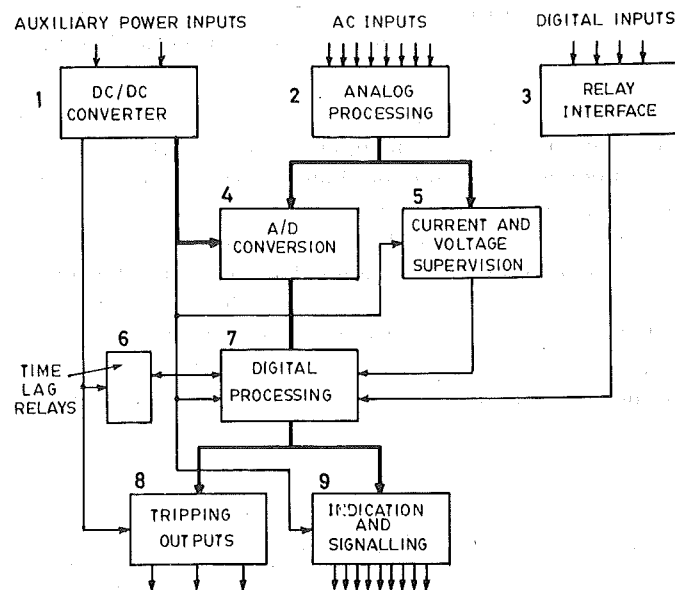 AUXILIARY POWER INPUTS
AC INPUTS
DIGITAL INPUTS
1
DC/DC
CONVERTER
2
ANALOG
PROCESSING
3
RELAY
INTERFACE
4
A/D
CONVERSION
5
CURRENT AND
VOLTAGE
SUPERVISION
6
TIME
LAG
RELAYS
7
DIGITAL
PROCESSING
8
TRIPPING
OUTPUTS
9
INDICATION
AND
SIGNALLING